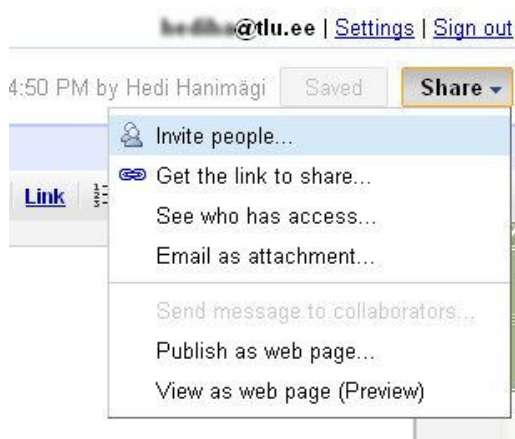 @tlu.ee | Settings | Sign out
4:50 PM by Hedi Hanimägi Saved Share
Invite people...
Get the link to share...
Link
See who has access...
Email as attachment...
Send message to collaborators...
Publish as web page...
View as web page (Preview)